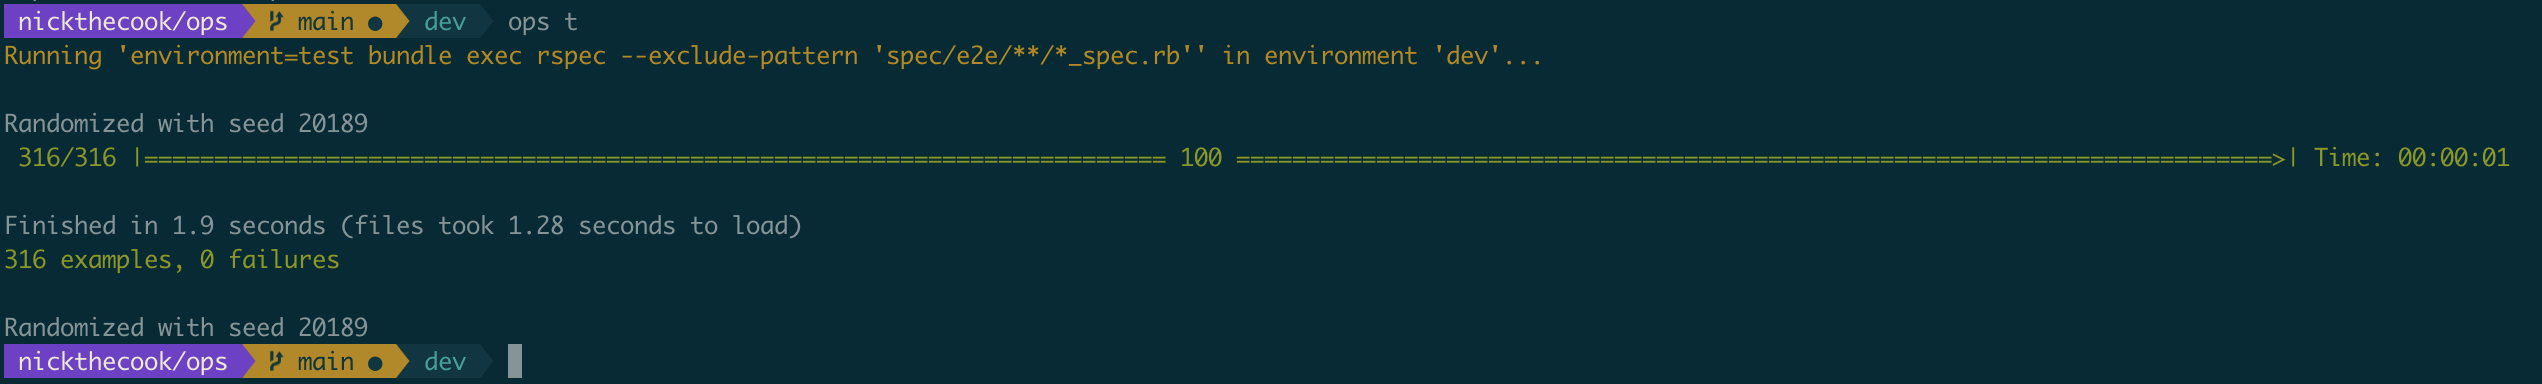 nickthecook/ops main ● dev ops t
Running 'environment=test bundle exec rspec --exclude-pattern 'spec/e2e/**/*_spec.rb'' in environment 'dev'...
Randomized with seed 20189
316/316 |========================================================================= 100 ==========================================================================>| Time: 00:00:01
Finished in 1.9 seconds (files took 1.28 seconds to load)
316 examples, 0 failures
Randomized with seed 20189
nickthecook/ops main ● dev